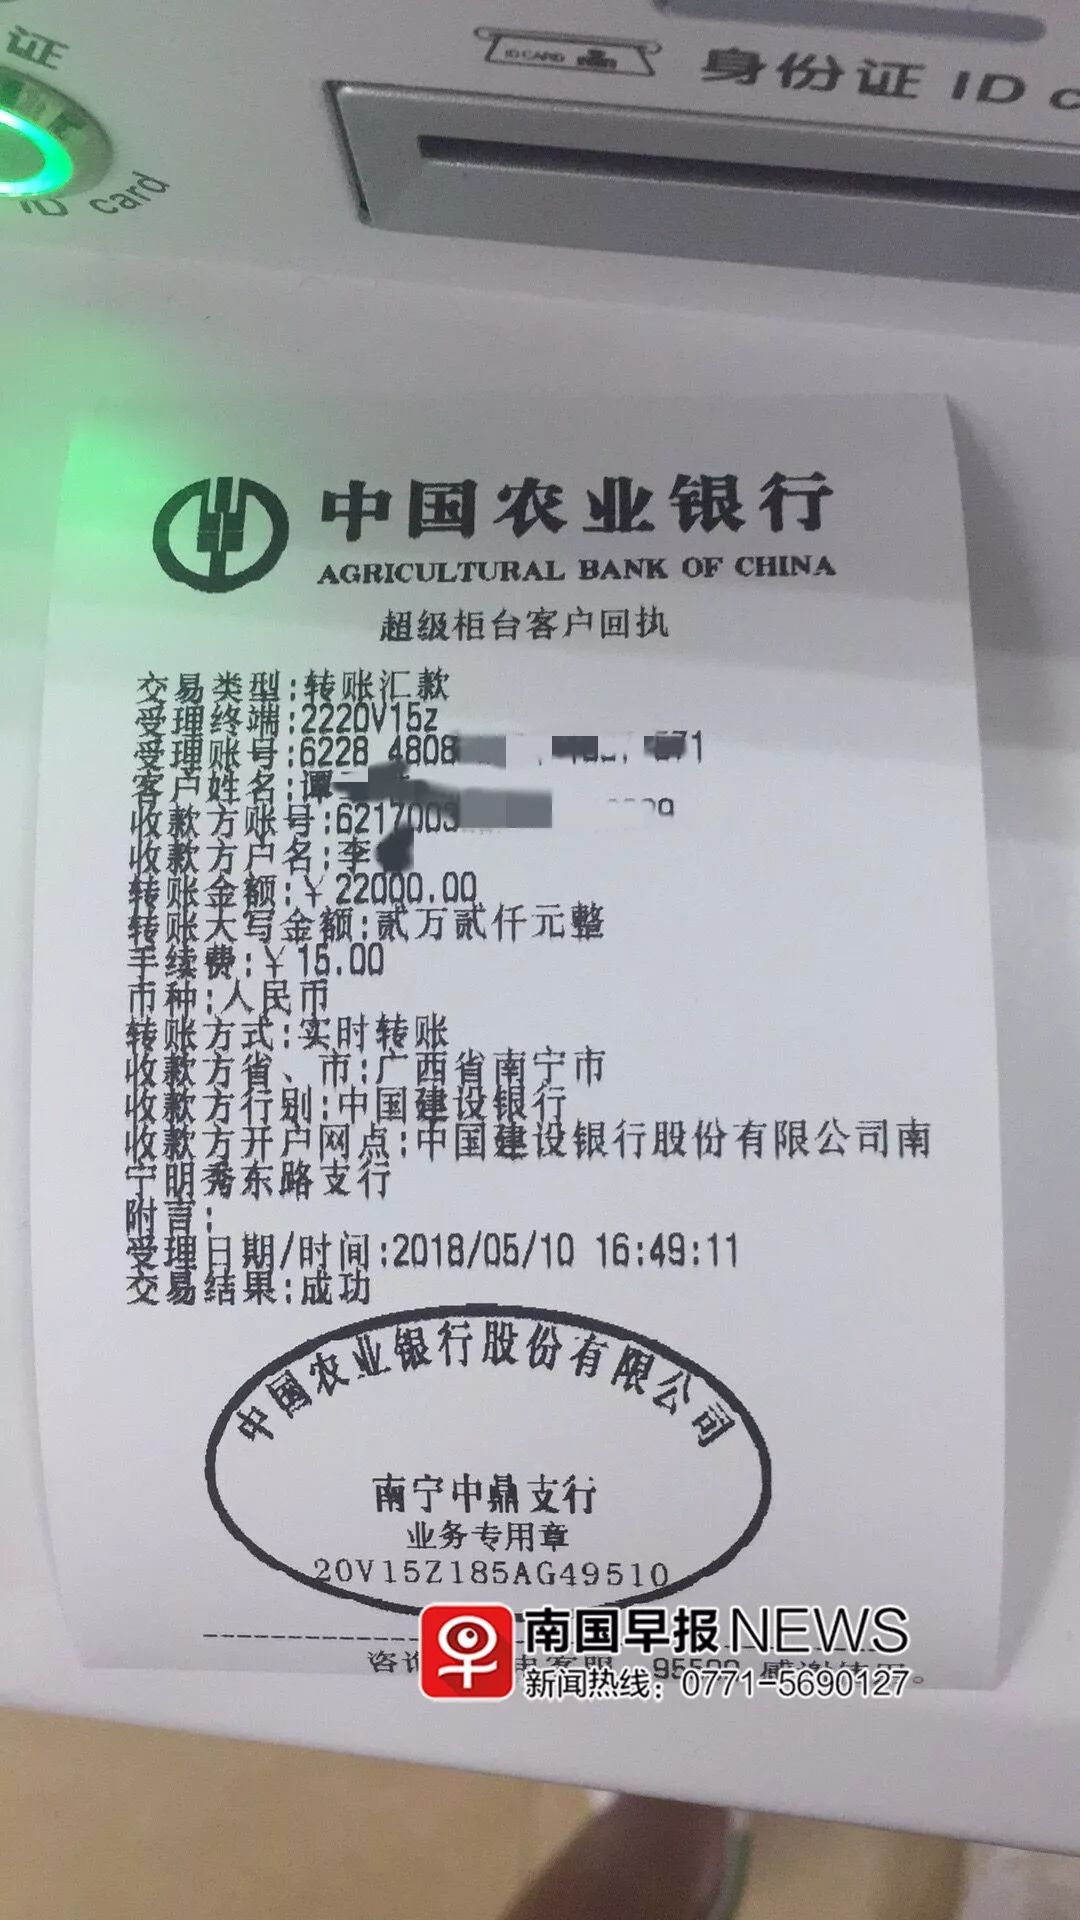 证
ID card
ID CARD
身份证 ID c
中国农业银行
AGRICULTURAL BANK OF CHINA
超级柜台客户回执
交易类型:转账汇款
受理终端:2220V15z
受理账号:6228 4808 71
客户姓名:谭
收款方账号:6217003
收款方户名:李
转账金额:¥ 22000.00
转账大写金额:贰万贰仟元整
手续费:¥ 15.00
币种:人民币
转账方式:实时转账
收款方省、市:广西省南宁市
收款方行别:中国建设银行
收款方开户网点:中国建设银行股份有限公司南
宁明秀东路支行
附言:
受理日期/时间:2018/05/10 16:49:11
交易结果:成功
中国农业银行股份有限公司
南宁中鼎支行
业务专用章
20V15Z185AG49510
南国早报NEWS
新闻热线：0771-5690127